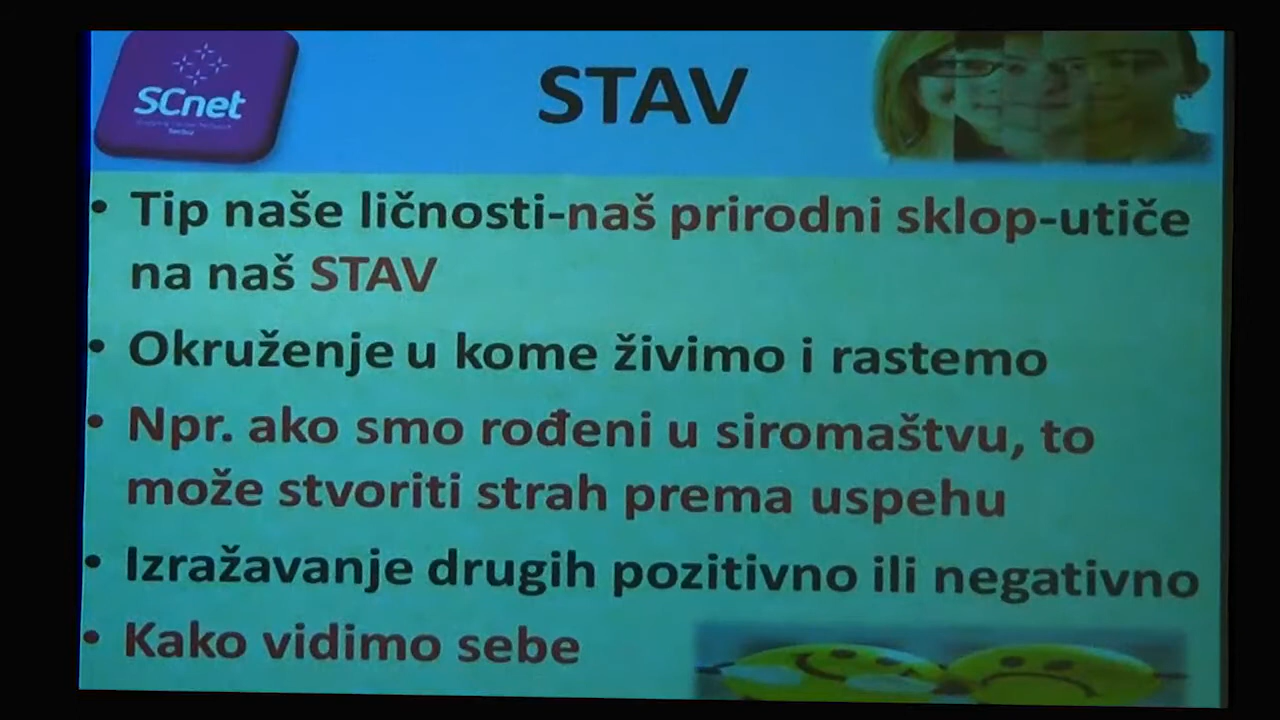 SCnet
STAV
• Tip naše ličnosti-naš prirodni sklop-utiče
na naš STAV
• Okruženje u kome živimo i rastemo
• Npr. ako smo rođeni u siromaštvu, to
može stvoriti strah prema uspehu
• Izražavanje drugih pozitivno ili negativno
• Kako vidimo sebe